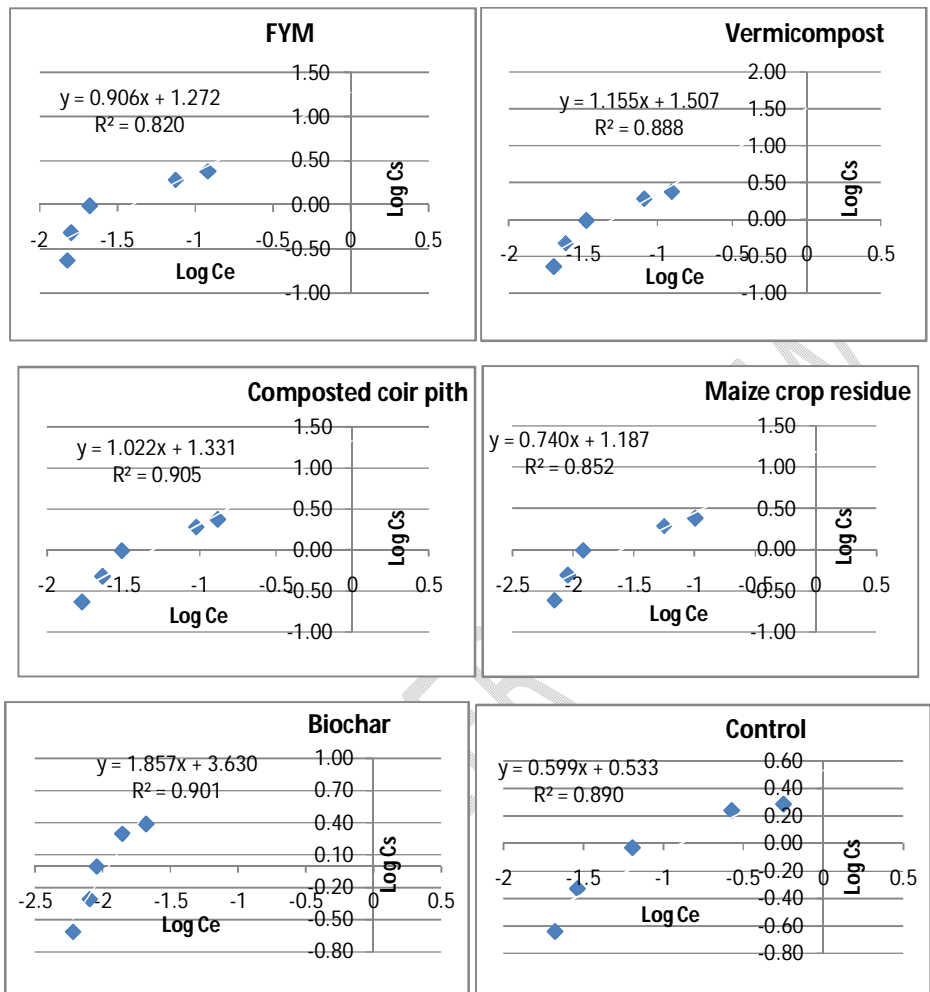 FYM
1.50
y = 0.906x + 1.272
R² = 0.820
1.00
0.50
Log Cs
0.00
-2 -1.5 -1 -0.5 0 0.5
-0.50
Log Ce
-1.00
Vermicompost
2.00
y = 1.155x + 1.507
R² = 0.888
1.50
1.00
0.50
Log Cs
0.00
-2 -1.5 -1 -0.5 0 0.5
-0.50
Log Ce
-1.00
Composted coir pith
1.50
y = 1.022x + 1.331
R² = 0.905
1.00
0.50
Log Cs
0.00
-2 -1.5 -1 -0.5 0 0.5
-0.50
Log Ce
-1.00
Maize crop residue
1.50
y = 0.740x + 1.187
R² = 0.852
1.00
0.50
Log Cs
0.00
-2.5 -2 -1.5 -1 -0.5 0 0.5
-0.50
Log Ce
-1.00
Biochar
1.00
y = 1.857x + 3.630
R² = 0.901
0.70
0.40
0.10
Log Cs
-2.5 -2 -1.5 -1 -0.5 0 0.5
-0.20
-0.50
Log Ce
-0.80
Control
0.60
y = 0.599x + 0.533
R² = 0.890
0.40
0.20
0.00
Log Cs
-2 -1.5 -1 -0.5 0 0.5
-0.20
-0.40
Log Ce
-0.60
-0.80